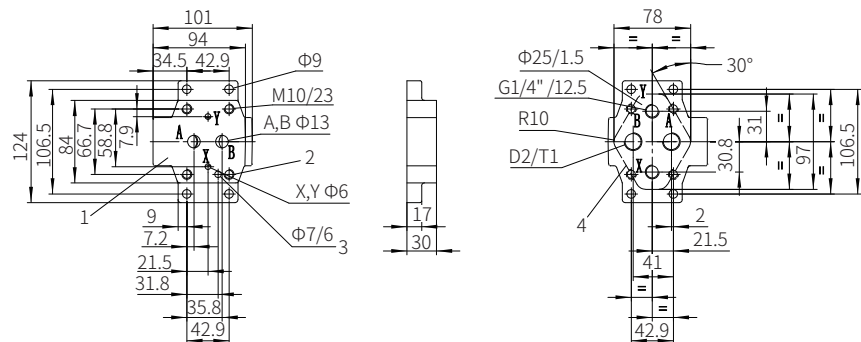 101
94
34.5 42.9
Φ9
M10/23
A,B Φ13
2
X,Y Φ6
Φ7/6
3
124
106.5
84
66.7
58.8
7.9
Y
A
B
X
1
9
7.2
21.5
31.8
35.8
42.9
17
30
78
= =
30°
Φ25/1.5
G1/4" /12.5
R10
D2/T1
4
Y
B A
X
31
30.8
=
=
97
=
=
106.5
2
21.5
41
=
=
42.9